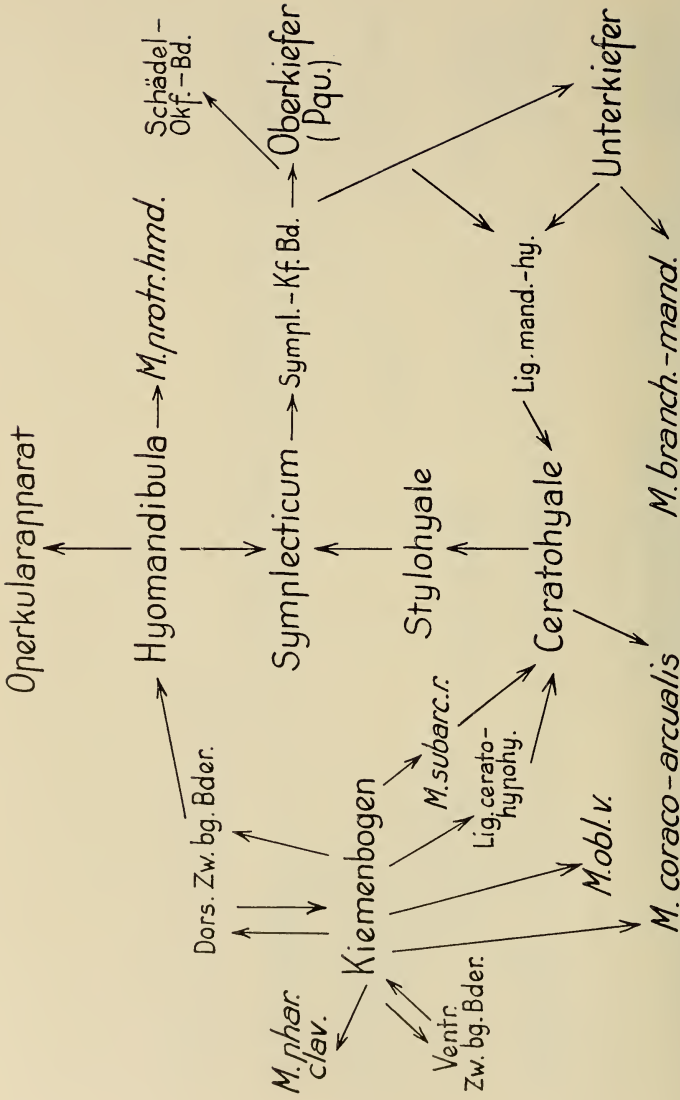 Operkularapparat
Schädel-
Okf.-Bd.
Hyomandibula
M. protr. hmd.
Dors. Zw. bg. Bder.
Symplecticum
Sympl.-Kf. Bd.
Oberkiefer
(Pqu.)
M. phar.
clav.
Kiemenbogen
Stylohyale
M. subarc. r.
Ventr.
Zw. bg. Bder.
Lig. cerato-
hypohy.
Ceratohyale
Lig. mand.-hy.
Unterkiefer
M. obl. v.
M. coraco-arcualis
M. branch.-mand.